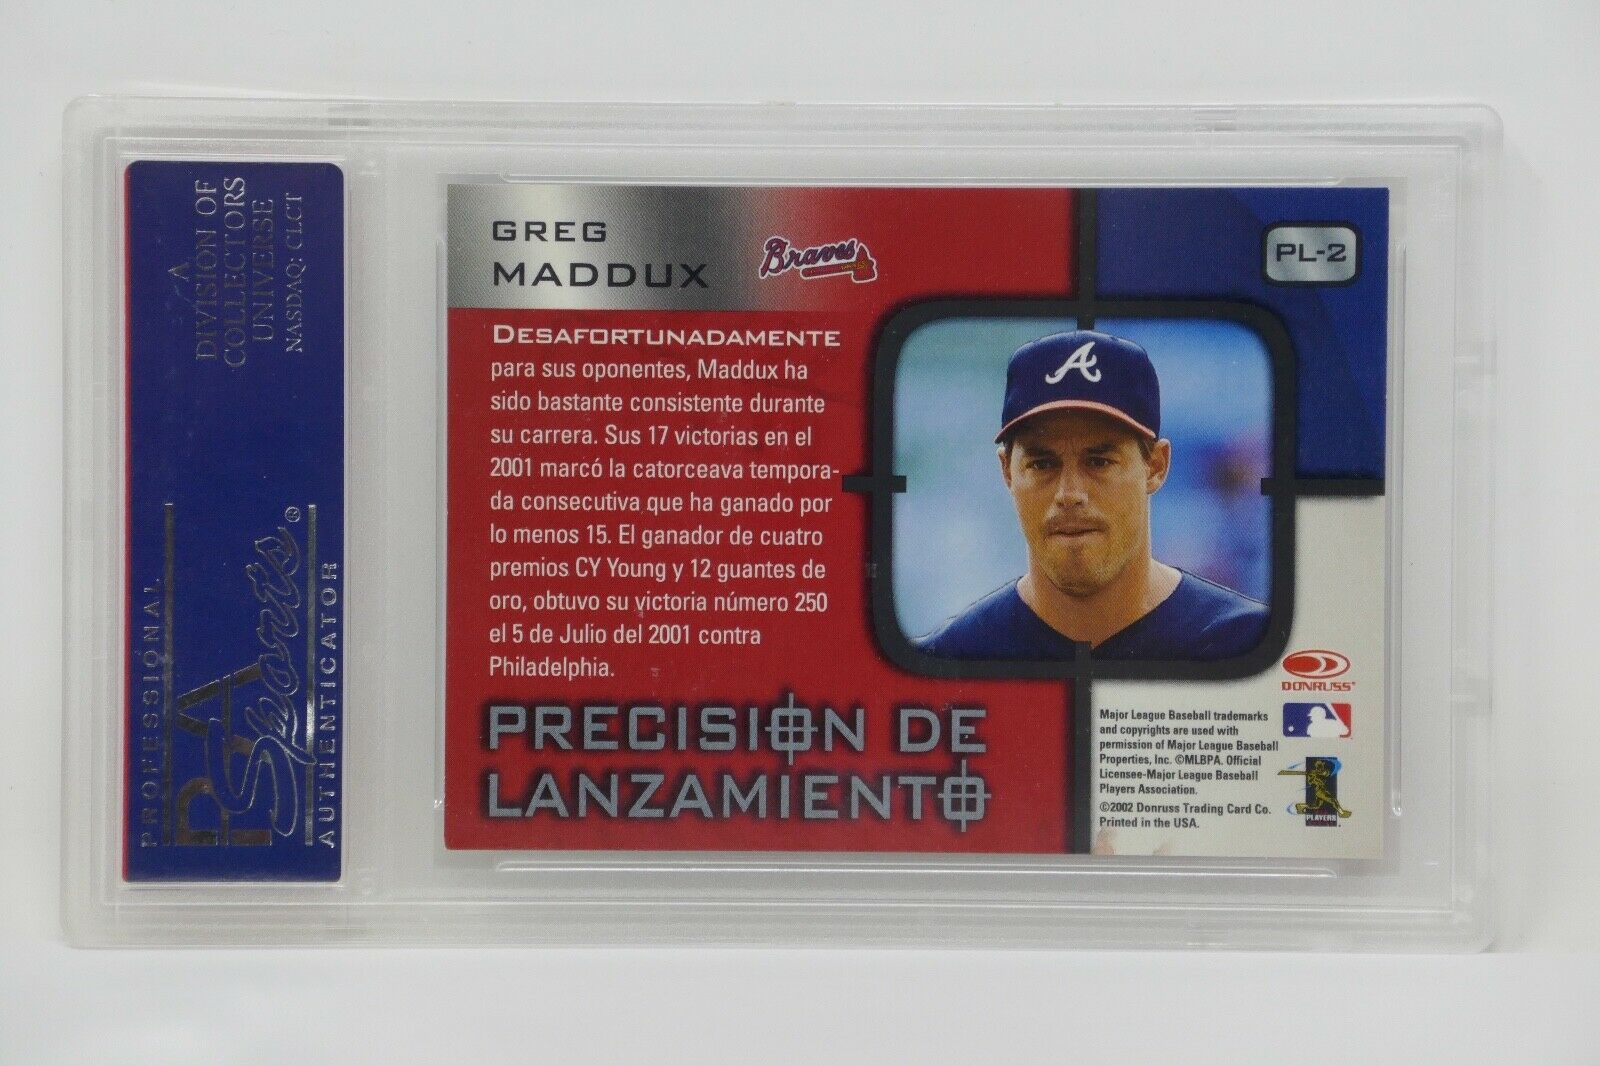 A
DIVISION OF
COLLECTORS
UNIVERSE
NASDAQ: CLCT
PROFESSIONAL
PSA
Sports®
AUTHENTICATOR
GREG
MADDUX
Braves
PL-2
DESAFORTUNADAMENTE
para sus oponentes, Maddux ha
sido bastante consistente durante
su carrera. Sus 17 victorias en el
2001 marcó la catorceava tempora-
da consecutiva que ha ganado por
lo menos 15. El ganador de cuatro
premios CY Young y 12 guantes de
oro, obtuvo su victoria número 250
el 5 de Julio del 2001 contra
Philadelphia.
A
PRECISIÓN DE
LANZAMIENTO
DONRUSS
Major League Baseball trademarks
and copyrights are used with
permission of Major League Baseball
Properties, Inc. ©MLBPA. Official
Licensee-Major League Baseball
Players Association.
©2002 Donruss Trading Card Co.
Printed in the USA.
PLAYERS